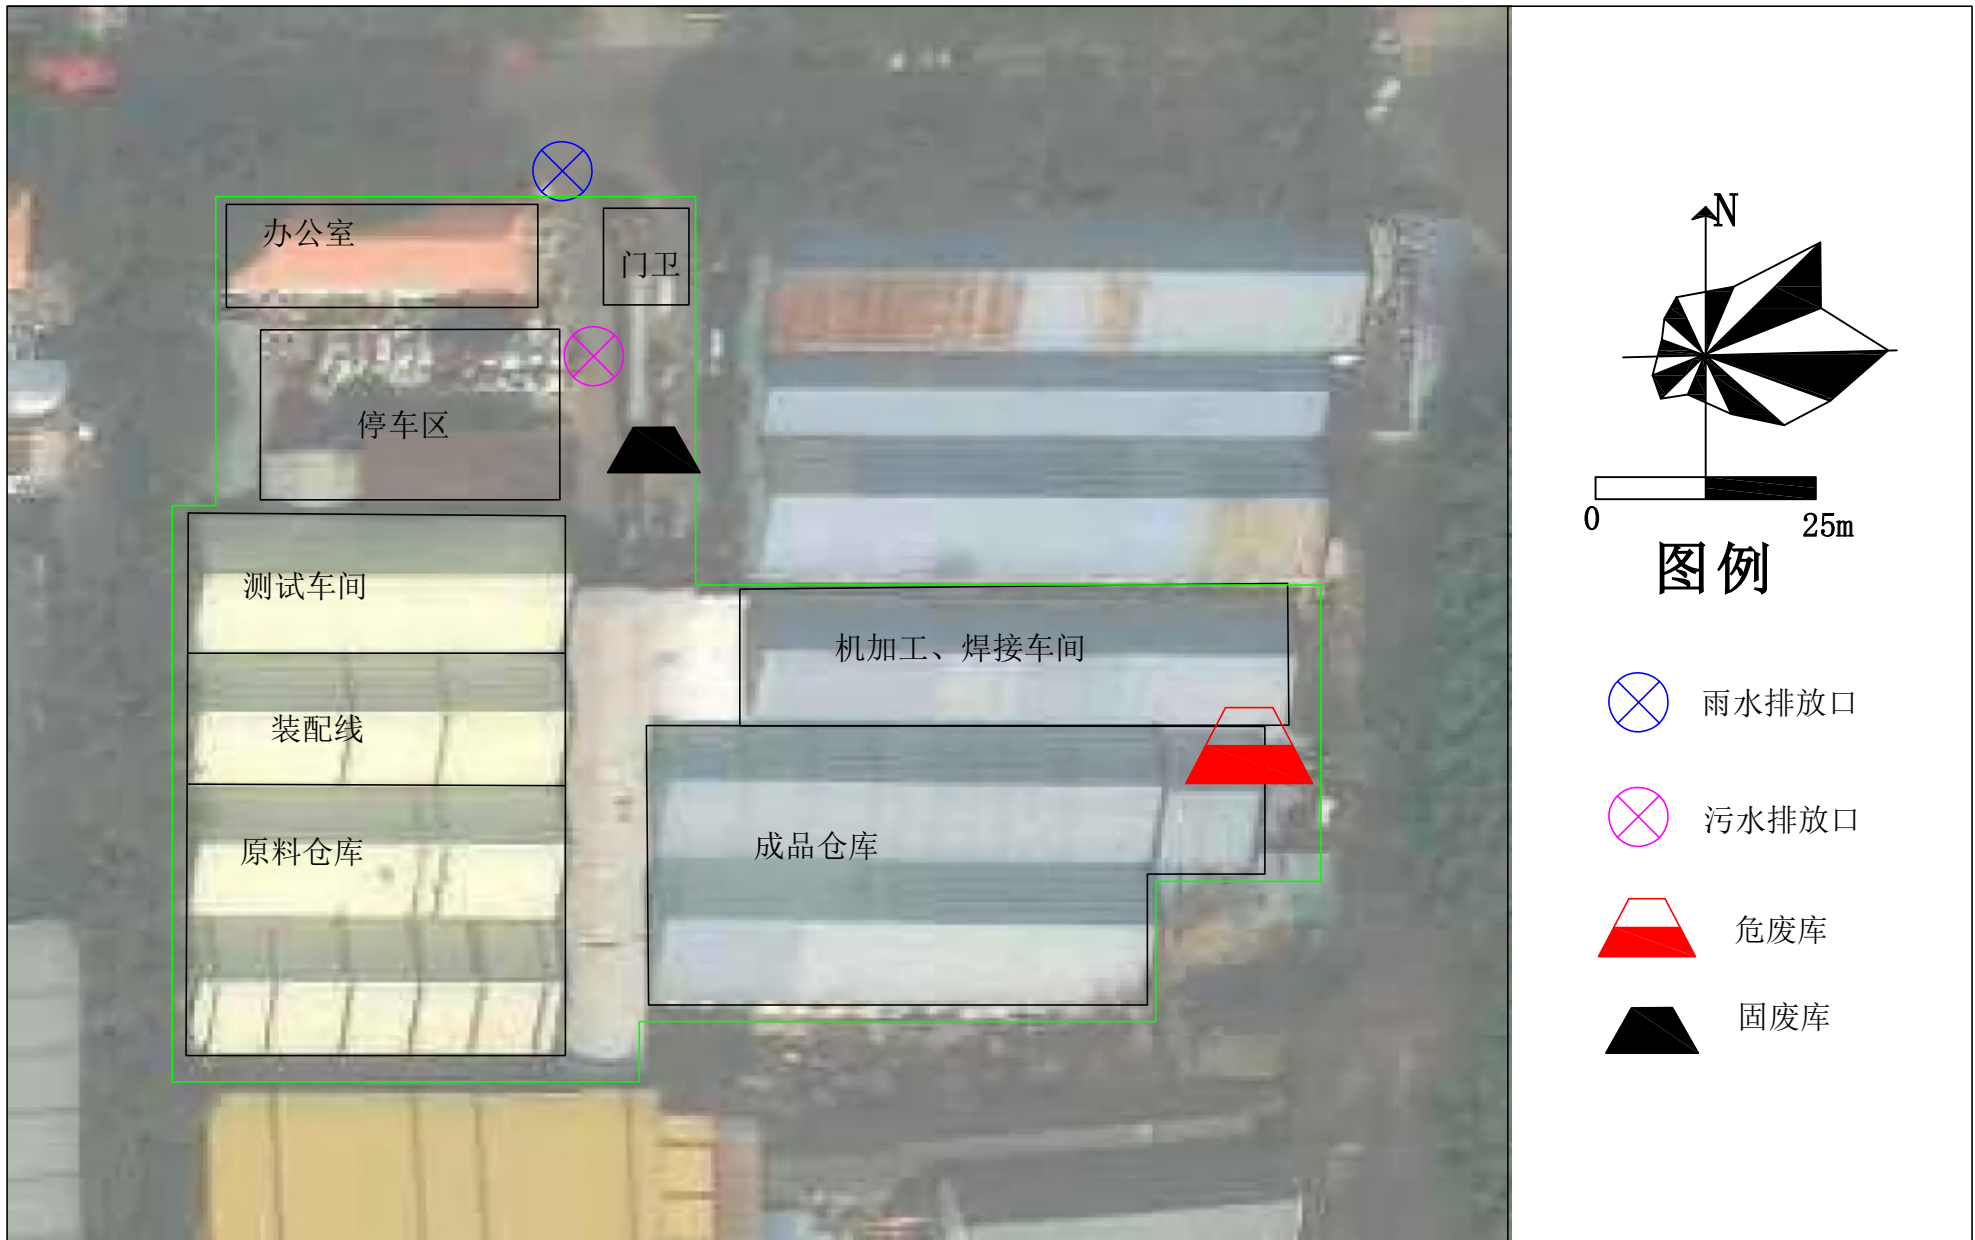 办公室
门卫
停车区
测试车间
装配线
原料仓库
机加工、焊接车间
成品仓库
N
0
25m
图例
雨水排放口
污水排放口
危废库
固废库